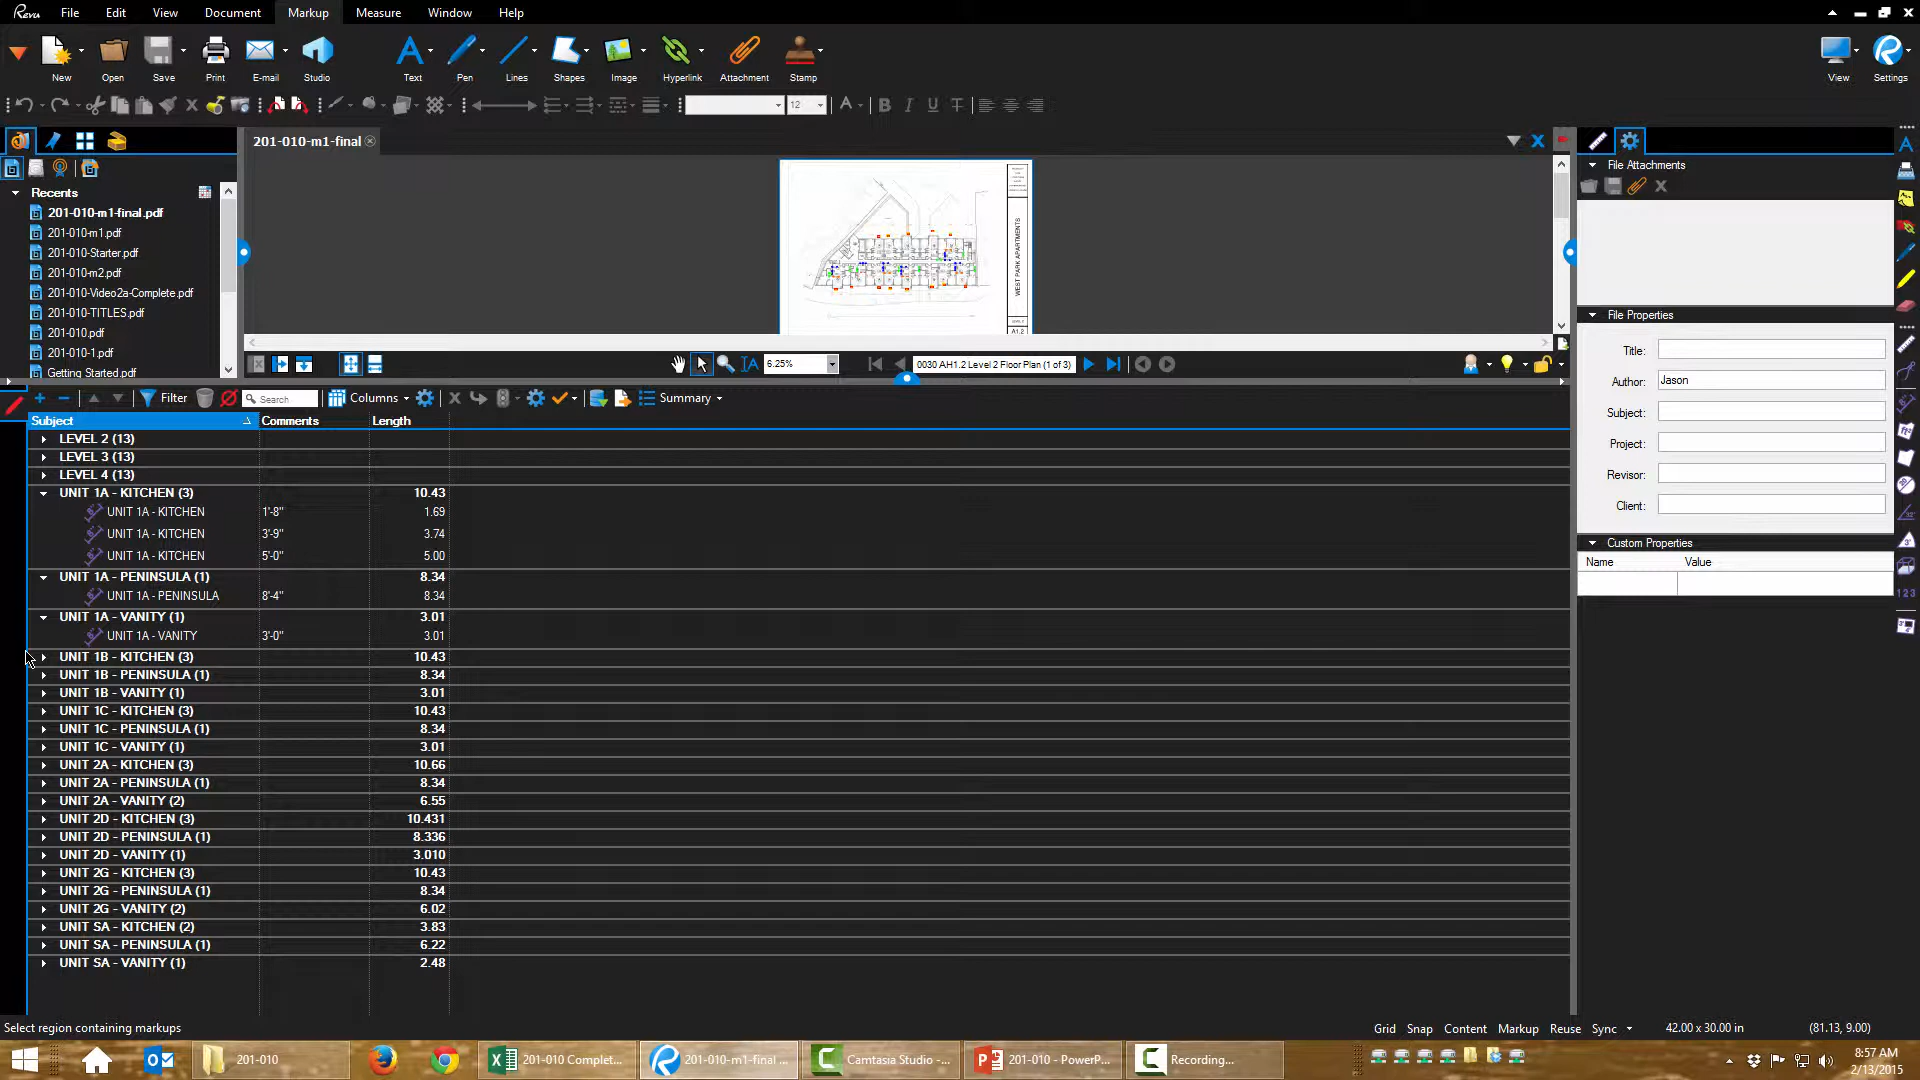 Revu File Edit View Document Markup Measure Window Help
New Open Save Print E-mail Studio Text Pen Lines Shapes Image Hyperlink Attachment Stamp View Settings
12 A B I U T
201-010-m1-final
Recents
201-010-m1-final.pdf
201-010-m1.pdf
201-010-Starter.pdf
201-010-m2.pdf
201-010-Video2a-Complete.pdf
201-010-TITLES.pdf
201-010.pdf
201-010-1.pdf
Getting Started.pdf
WEST PARK APARTMENTS
A1.2
6.25% 0030 AH1.2 Level 2 Floor Plan (1 of 3)
File Attachments
File Properties
Title:
Author: Jason
Subject:
Project:
Revisor:
Client:
Custom Properties
Name Value
Filter Search Columns Summary
Subject Comments Length
LEVEL 2 (13)
LEVEL 3 (13)
LEVEL 4 (13)
UNIT 1A - KITCHEN (3) 10.43
UNIT 1A - KITCHEN 1'-8" 1.69
UNIT 1A - KITCHEN 3'-9" 3.74
UNIT 1A - KITCHEN 5'-0" 5.00
UNIT 1A - PENINSULA (1) 8.34
UNIT 1A - PENINSULA 8'-4" 8.34
UNIT 1A - VANITY (1) 3.01
UNIT 1A - VANITY 3'-0" 3.01
UNIT 1B - KITCHEN (3) 10.43
UNIT 1B - PENINSULA (1) 8.34
UNIT 1B - VANITY (1) 3.01
UNIT 1C - KITCHEN (3) 10.43
UNIT 1C - PENINSULA (1) 8.34
UNIT 1C - VANITY (1) 3.01
UNIT 2A - KITCHEN (3) 10.66
UNIT 2A - PENINSULA (1) 8.34
UNIT 2A - VANITY (2) 6.55
UNIT 2D - KITCHEN (3) 10.431
UNIT 2D - PENINSULA (1) 8.336
UNIT 2D - VANITY (1) 3.010
UNIT 2G - KITCHEN (3) 10.43
UNIT 2G - PENINSULA (1) 8.34
UNIT 2G - VANITY (2) 6.02
UNIT SA - KITCHEN (2) 3.83
UNIT SA - PENINSULA (1) 6.22
UNIT SA - VANITY (1) 2.48
Select region containing markups Grid Snap Content Markup Reuse Sync 42.00 x 30.00 in (81.13, 9.00)
201-010 201-010 Complet... 201-010-m1-final ... Camtasia Studio -... 201-010 - PowerP... Recording...
8:57 AM
2/13/2015